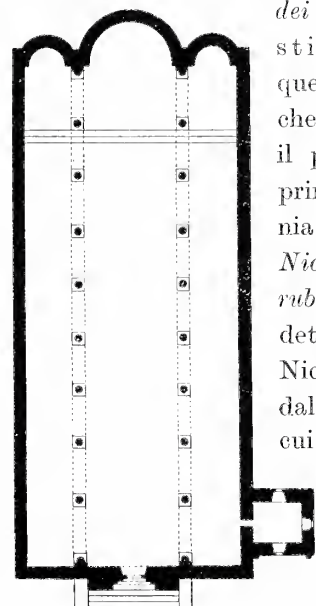 dei
sti
que
che
il p
prin
nia
Nic
rub
det
Nic
dal
cui